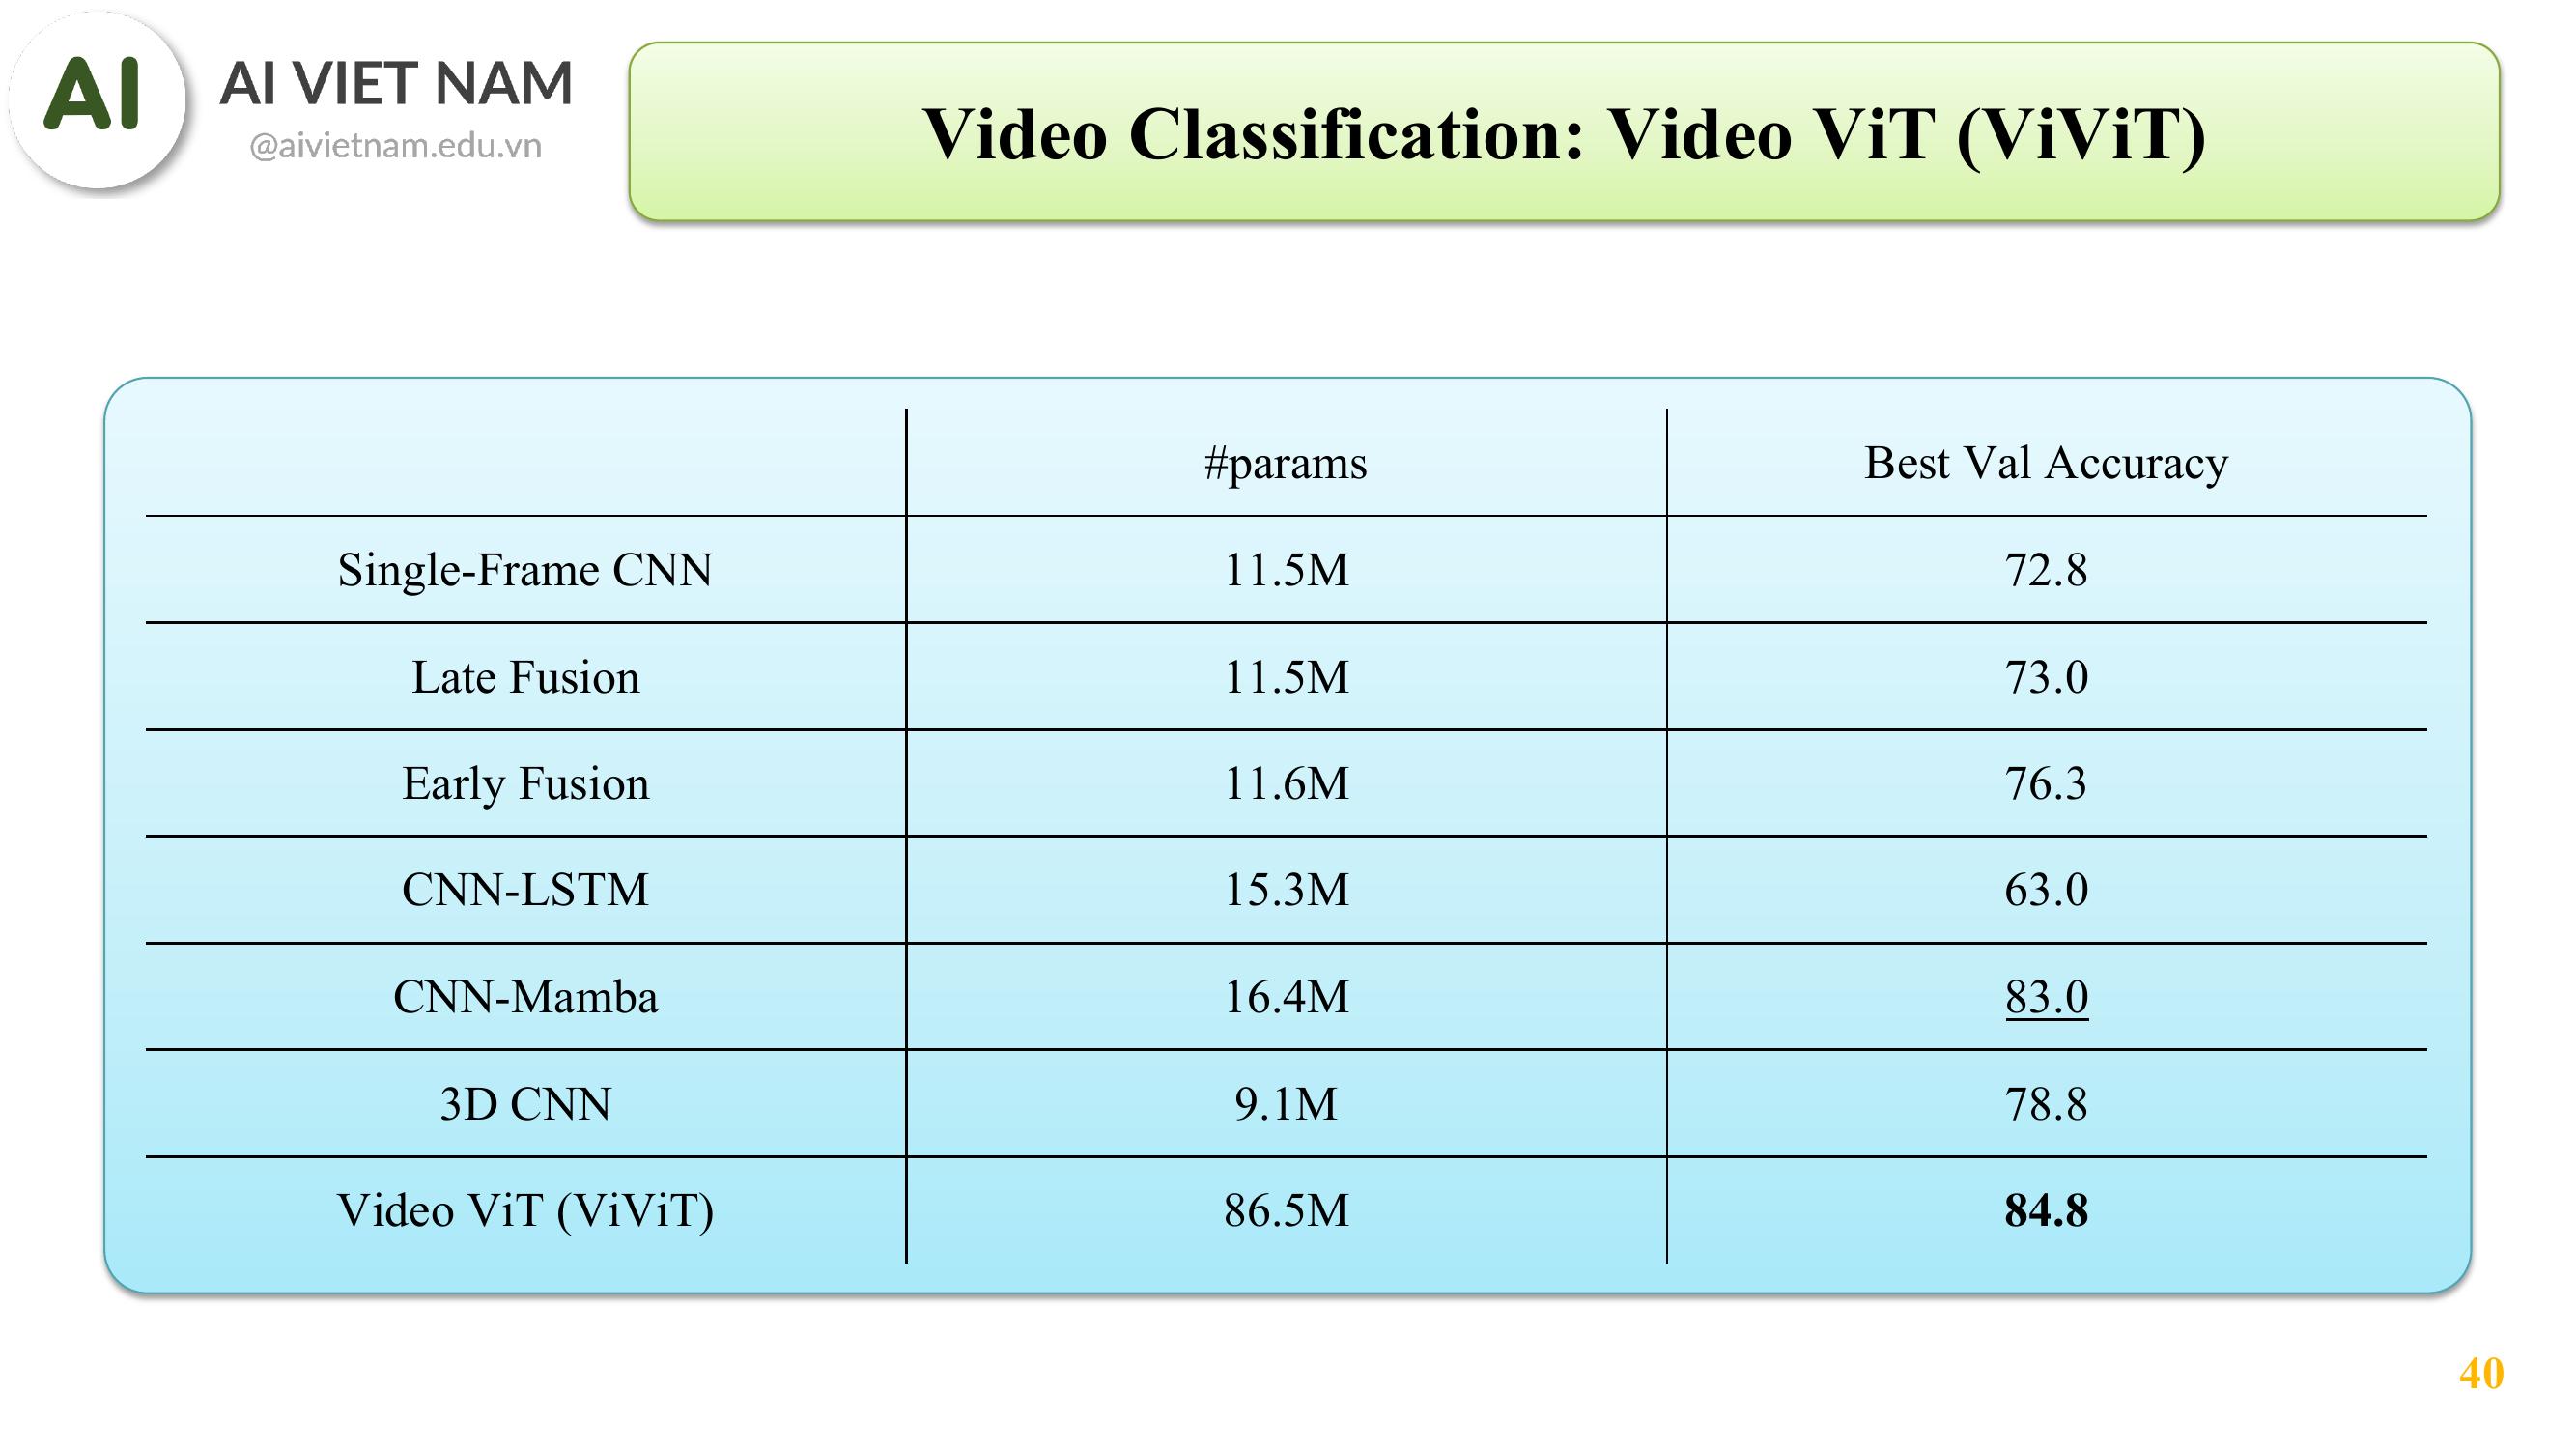 AI
AI VIET NAM
@aivietnam.edu.vn
Video Classification: Video ViT (ViViT)
#params Best Val Accuracy
Single-Frame CNN 11.5M 72.8
Late Fusion 11.5M 73.0
Early Fusion 11.6M 76.3
CNN-LSTM 15.3M 63.0
CNN-Mamba 16.4M 83.0
3D CNN 9.1M 78.8
Video ViT (ViViT) 86.5M 84.8
40